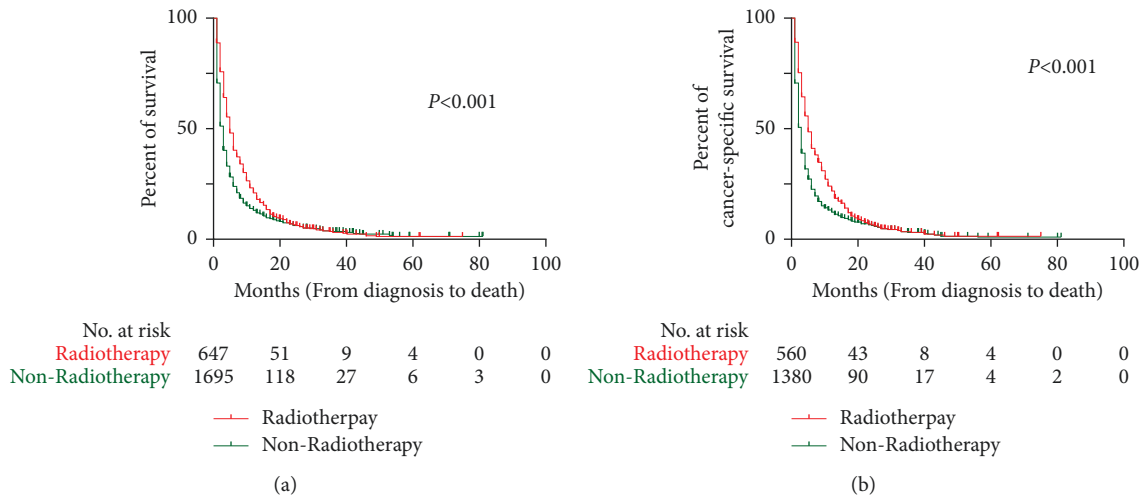 100
50
0
Percent of survival
P<0.001
0 20 40 60 80 100
Months (From diagnosis to death)
No. at risk
Radiotherapy 647 51 9 4 0 0
Non-Radiotherapy 1695 118 27 6 3 0
Radiotherpay
Non-Radiotherapy
(a)
100
50
0
Percent of
cancer-specific survival
P<0.001
0 20 40 60 80 100
Months (From diagnosis to death)
No. at risk
Radiotherapy 560 43 8 4 0 0
Non-Radiotherapy 1380 90 17 4 2 0
Radiotherpay
Non-Radiotherapy
(b)